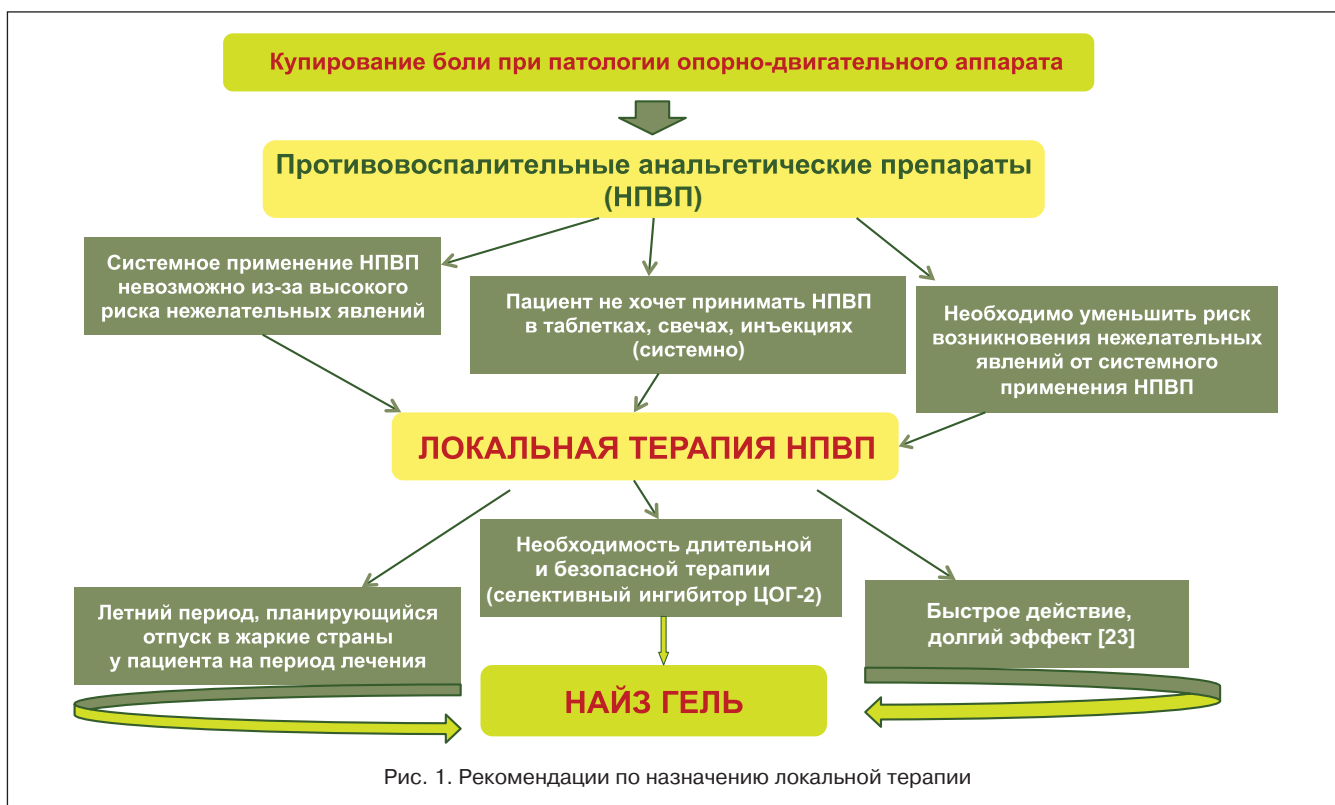 Купирование боли при патологии опорно-двигательного аппарата
Противовоспалительные анальгетические препараты
(НПВП)
Системное применение НПВП
невозможно из-за высокого
риска нежелательных явлений
Пациент не хочет принимать НПВП
в таблетках, свечах, инъекциях
(системно)
Необходимо уменьшить риск
возникновения нежелательных
явлений от системного
применения НПВП
ЛОКАЛЬНАЯ ТЕРАПИЯ НПВП
Летний период, планирующийся
отпуск в жаркие страны
у пациента на период лечения
Необходимость длительной
и безопасной терапии
(селективный ингибитор ЦОГ-2)
Быстрое действие,
долгий эффект [23]
НАЙЗ ГЕЛЬ
Рис. 1. Рекомендации по назначению локальной терапии